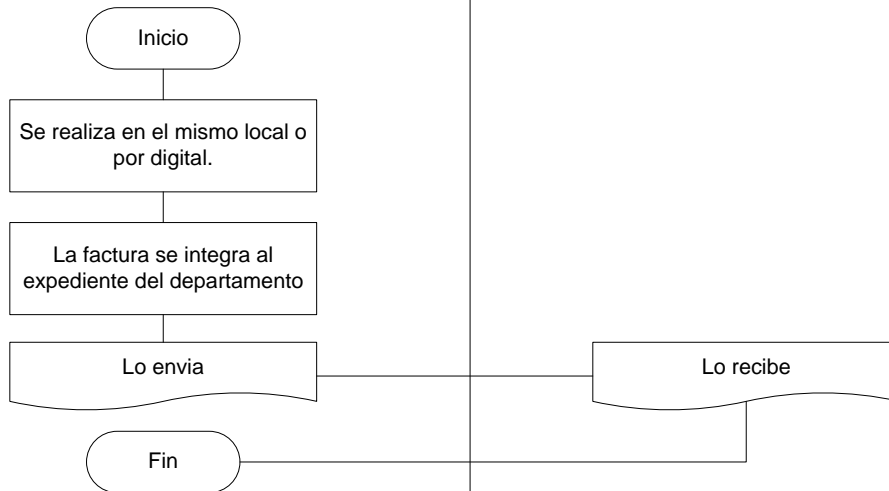 Inicio
Se realiza en el mismo local o
por digital.
La factura se integra al
expediente del departamento
Lo envia
Lo recibe
Fin